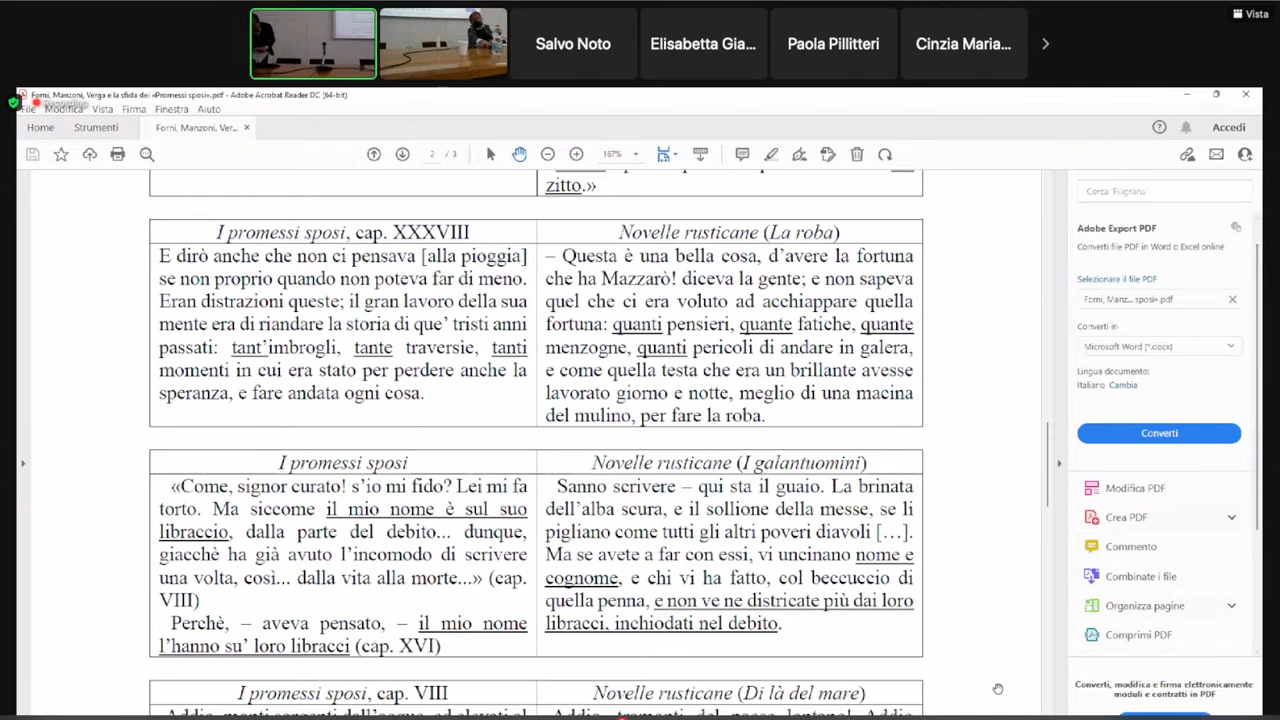 Vista
Salvo Noto
Elisabetta Gia...
Paola Pillitteri
Cinzia Maria...
Forni, Manzoni, Verga e la sfida dei «Promessi sposi».pdf - Adobe Acrobat Reader DC (64-bit)
File Modifica Vista Firma Finestra Aiuto
Home Strumenti Forni, Manzoni, Ver...
Accedi
2 / 3
167%
zitto.»
I promessi sposi, cap. XXXVIII
E dirò anche che non ci pensava [alla pioggia]
se non proprio quando non poteva far di meno.
Eran distrazioni queste; il gran lavoro della sua
mente era di riandare la storia di que' tristi anni
passati: tant'imbrogli, tante traversie, tanti
momenti in cui era stato per perdere anche la
speranza, e fare andata ogni cosa.
Novelle rusticane (La roba)
– Questa è una bella cosa, d'avere la fortuna
che ha Mazzarò! diceva la gente; e non sapeva
quel che ci era voluto ad acchiappare quella
fortuna: quanti pensieri, quante fatiche, quante
menzogne, quanti pericoli di andare in galera,
e come quella testa che era un brillante avesse
lavorato giorno e notte, meglio di una macina
del mulino, per fare la roba.
I promessi sposi
«Come, signor curato! s'io mi fido? Lei mi fa
torto. Ma siccome il mio nome è sul suo
libraccio, dalla parte del debito... dunque,
giacchè ha già avuto l'incomodo di scrivere
una volta, così... dalla vita alla morte...» (cap.
VIII)
Perchè, – aveva pensato, – il mio nome
l'hanno su' loro libracci (cap. XVI)
Novelle rusticane (I galantuomini)
Sanno scrivere – qui sta il guaio. La brinata
dell'alba scura, e il sollione della messe, se li
pigliano come tutti gli altri poveri diavoli […].
Ma se avete a far con essi, vi uncinano nome e
cognome, e chi vi ha fatto, col beccuccio di
quella penna, e non ve ne districate più dai loro
libracci, inchiodati nel debito.
I promessi sposi, cap. VIII
Novelle rusticane (Di là del mare)
Cerca 'Filigrana'
Adobe Export PDF
Converti file PDF in Word o Excel online
Selezionare il file PDF
Forni, Manz... sposi».pdf
Converti in
Microsoft Word (*.docx)
Lingua documento:
Italiano Cambia
Converti
Modifica PDF
Crea PDF
Commento
Combinate i file
Organizza pagine
Comprimi PDF
Converti, modifica e firma elettronicamente
moduli e contratti in PDF